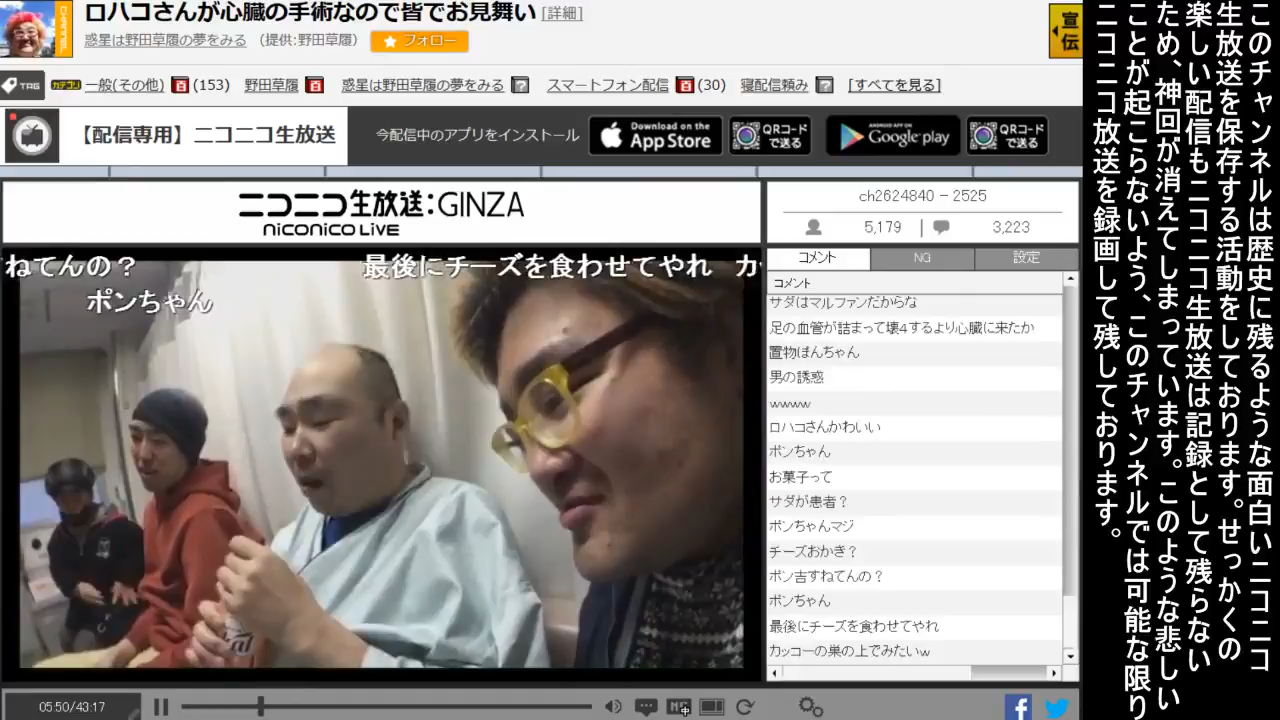 ロハコさんが心臓の手術なので皆でお見舞い [詳細]
CHANNEL
惑星は野田草履の夢をみる (提供:野田草履) ★ フォロー
宣伝
TAG カテゴリ 一般(その他) 百 (153) 野田草履 百 惑星は野田草履の夢をみる ? スマートフォン配信 百 (30) 寝配信頼み ? [すべてを見る]
【配信専用】ニコニコ生放送
今配信中のアプリをインストール
Download on the App Store
QRコードで送る
ANDROID APP ON Google play
QRコードで送る
ニコニコ生放送:GINZA
niconico LIVE
ch2624840 - 2525
5,179 | 3,223
コメント NG 設定
コメント
サダはマルファンだからな
足の血管が詰まって壊4するより心臓に来たか
置物ぽんちゃん
男の誘惑
wwww
ロハコさんかわいい
ポンちゃん
お菓子って
サダが患者?
ポンちゃんマジ
チーズおかき?
ポン吉すねてんの?
ポンちゃん
最後にチーズを食わせてやれ
カッコーの巣の上でみたいw
ねてんの?
最後にチーズを食わせてやれ
カッ
ポンちゃん
05:50/43:17
このチャンネルは歴史に残るような面白いニコニコ
生放送を保存する活動をしております。せっかくの
楽しい配信もニコニコ生放送は記録として残らない
ため、神回が消えてしまっています。このような悲しい
ことが起こらないよう、このチャンネルでは可能な限り
ニコニコ放送を録画して残しております。